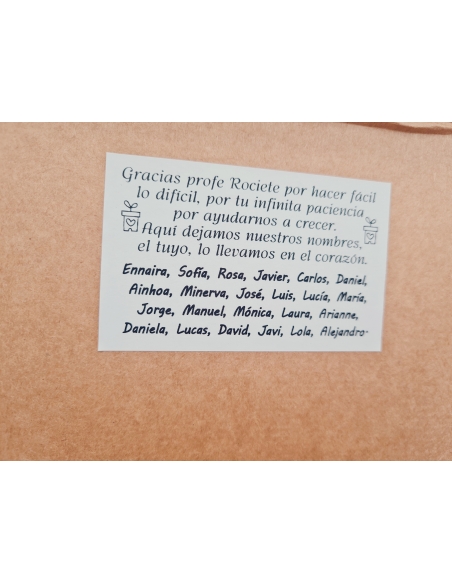 Gracias profe Rociete por hacer fácil
lo difícil, por tu infinita paciencia
por ayudarnos a crecer.
Aquí dejamos nuestros nombres,
el tuyo, lo llevamos en el corazón.
Ennaira, Sofía, Rosa, Javier, Carlos, Daniel,
Ainhoa, Minerva, José, Luis, Lucía, María,
Jorge, Manuel, Mónica, Laura, Arianne,
Daniela, Lucas, David, Javi, Lola, Alejandro·